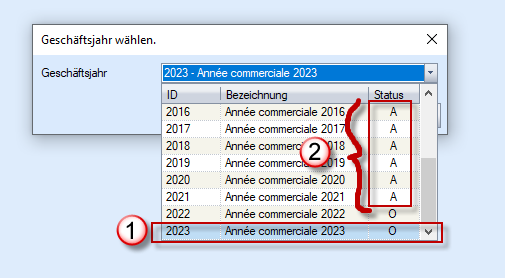 Geschäftsjahr wählen.
Geschäftsjahr 2023 - Année commerciale 2023
ID Bezeichnung Status
2016 Année commerciale 2016 A
2017 Année commerciale 2017 A
2018 Année commerciale 2018 A
2019 Année commerciale 2019 A
2020 Année commerciale 2020 A
2021 Année commerciale 2021 A
2022 Année commerciale 2022 O
2023 Année commerciale 2023 O
2
1